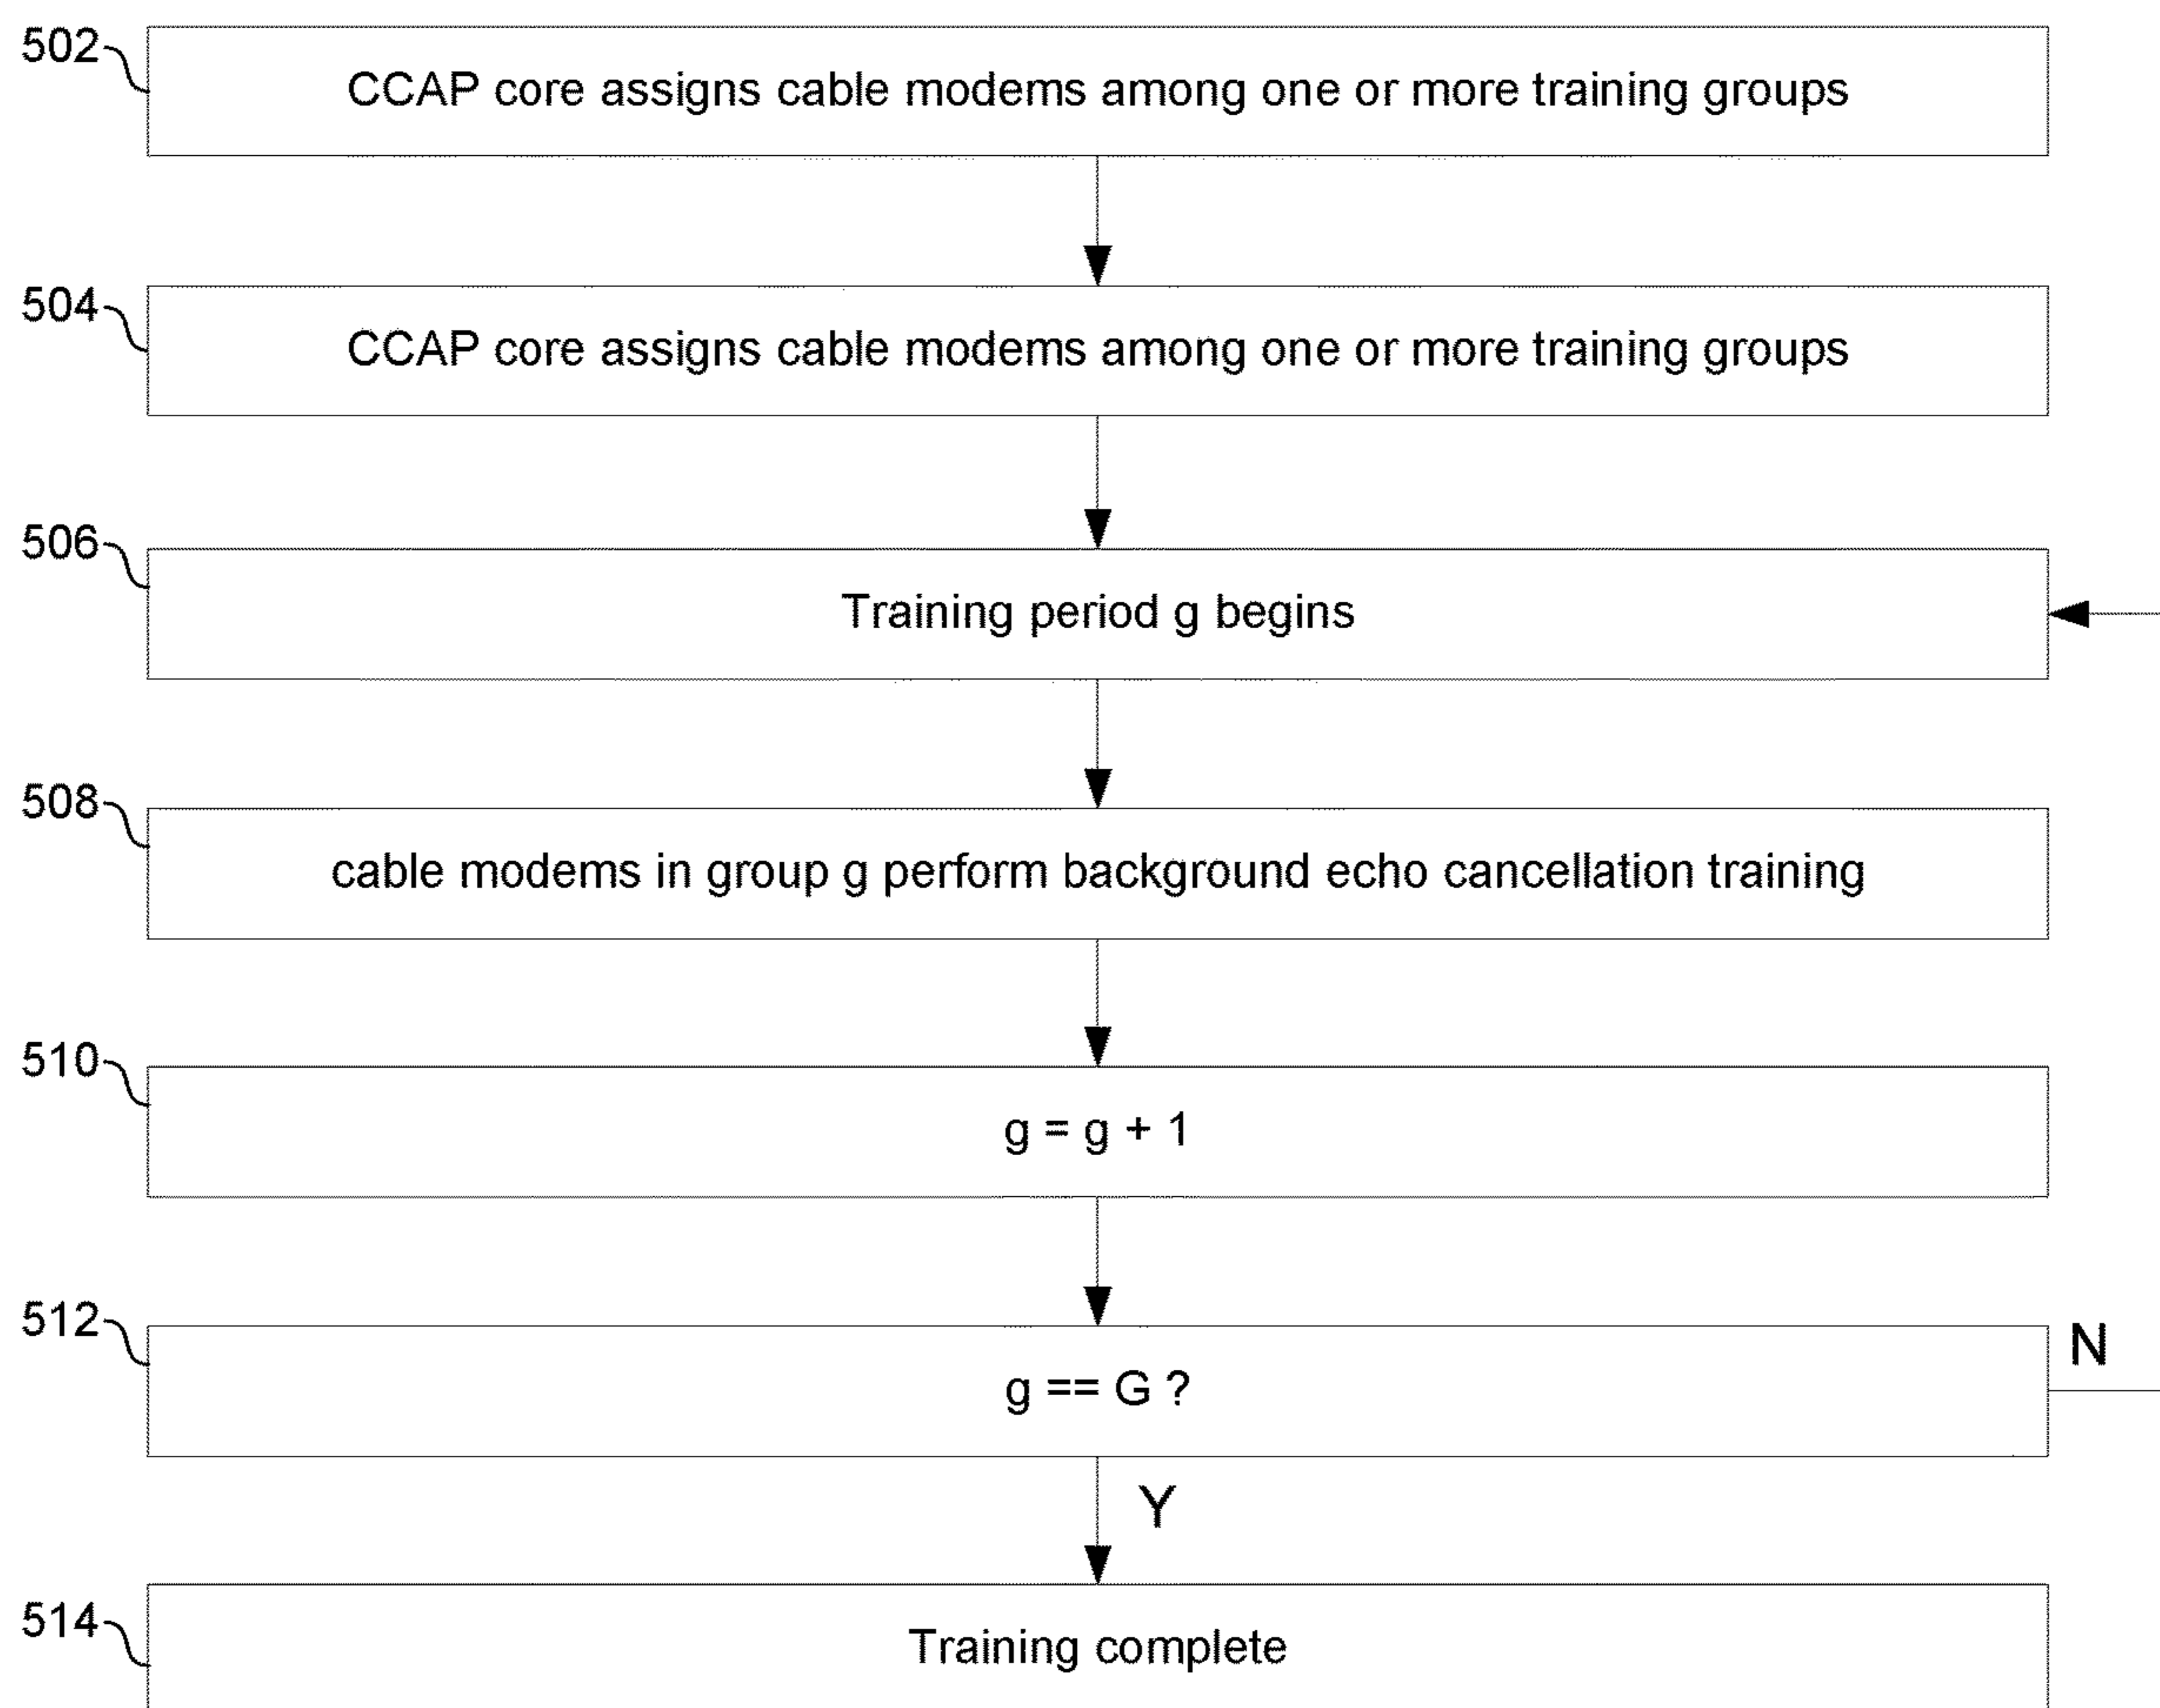 502
CCAP core assigns cable modems among one or more training groups
504
CCAP core assigns cable modems among one or more training groups
506
Training period g begins
508
cable modems in group g perform background echo cancellation training
510
g = g + 1
512
g == G ?
N
Y
514
Training complete